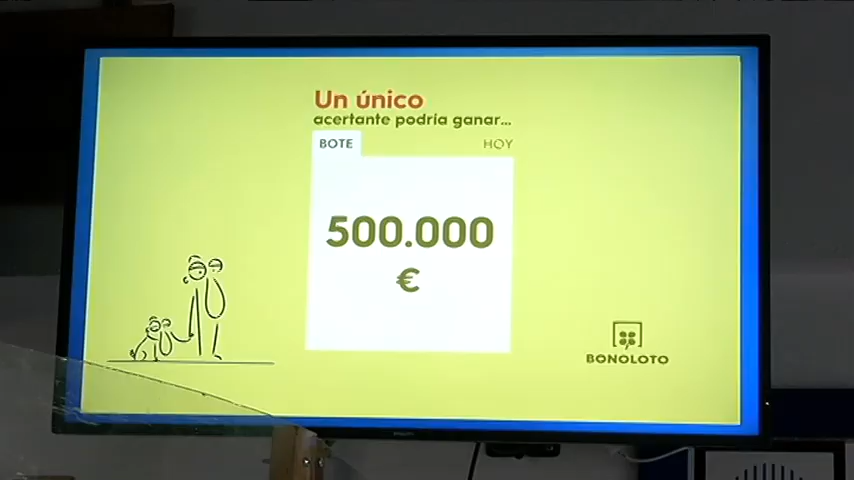 Un único
acertante podría ganar...
BOTE
HOY
500.000
€
BONOLOTO